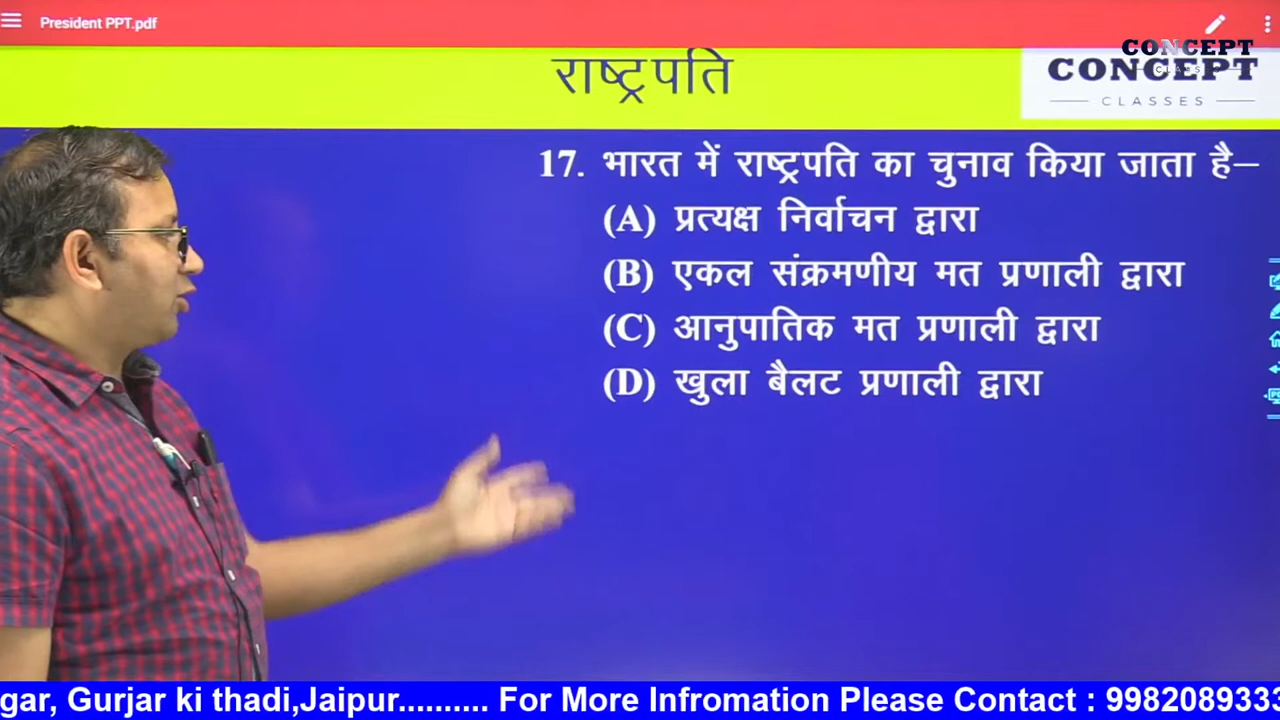 President PPT.pdf
CONCEPT
CLASSES
राष्ट्रपति
CONCEPT
CLASSES
17. भारत में राष्ट्रपति का चुनाव किया जाता है–
(A) प्रत्यक्ष निर्वाचन द्वारा
(B) एकल संक्रमणीय मत प्रणाली द्वारा
(C) आनुपातिक मत प्रणाली द्वारा
(D) खुला बैलट प्रणाली द्वारा
gar, Gurjar ki thadi,Jaipur.......... For More Infromation Please Contact : 9982089333